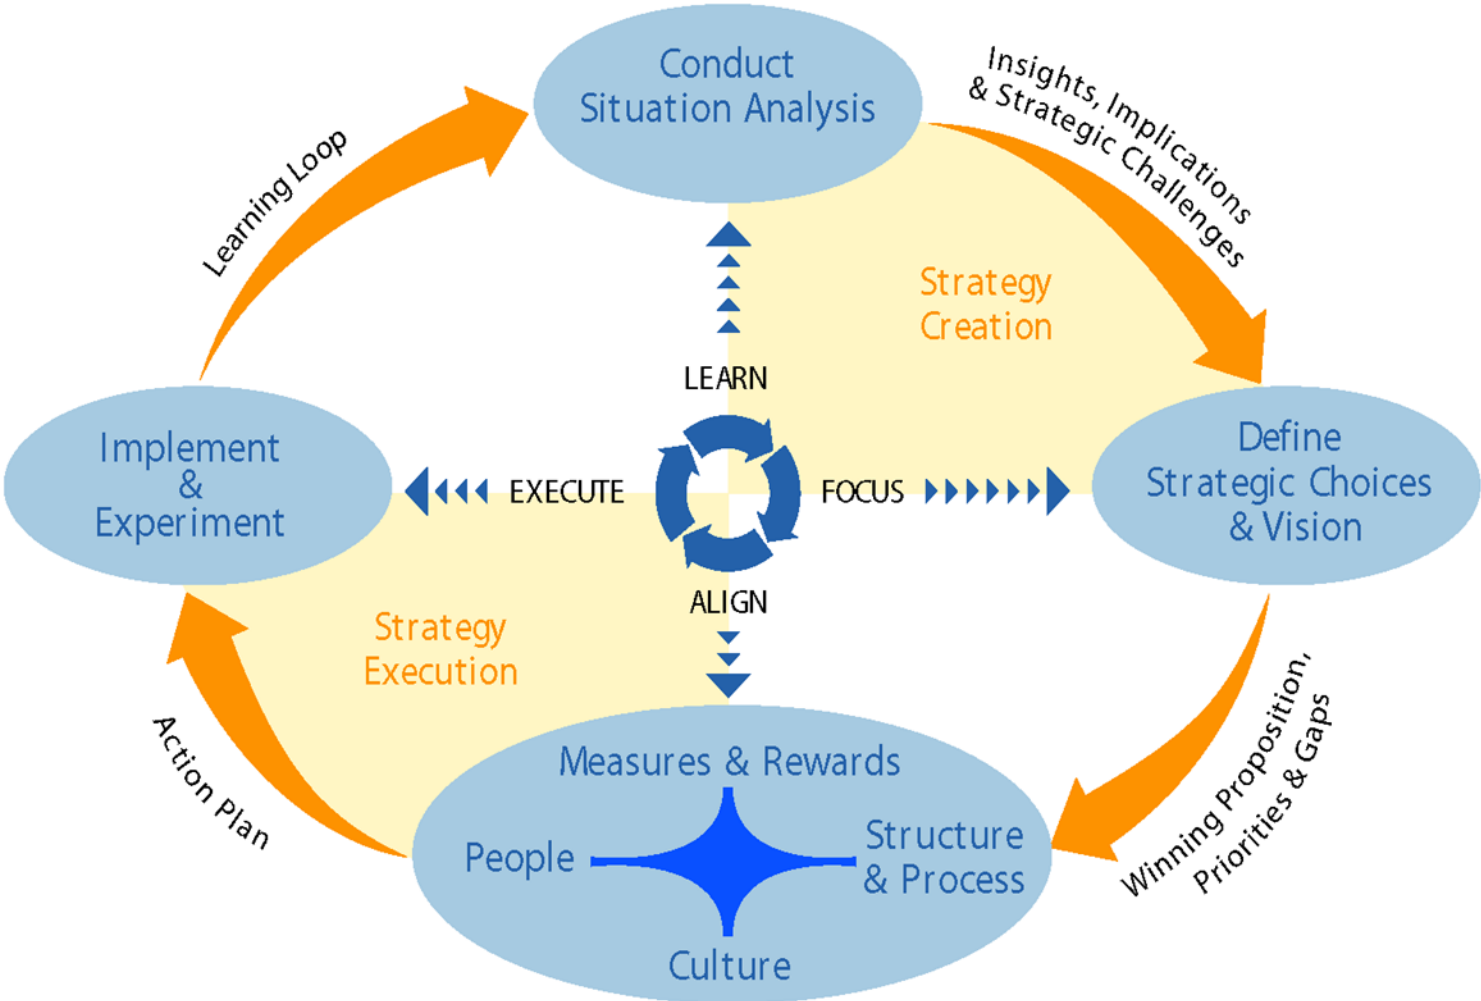 Conduct
Situation Analysis
Insights, Implications
& Strategic Challenges
Learning Loop
Strategy
Creation
LEARN
Implement
&
Experiment
EXECUTE
FOCUS
Define
Strategic Choices
& Vision
ALIGN
Strategy
Execution
Action Plan
Winning Proposition,
Priorities & Gaps
Measures & Rewards
People
Structure
& Process
Culture